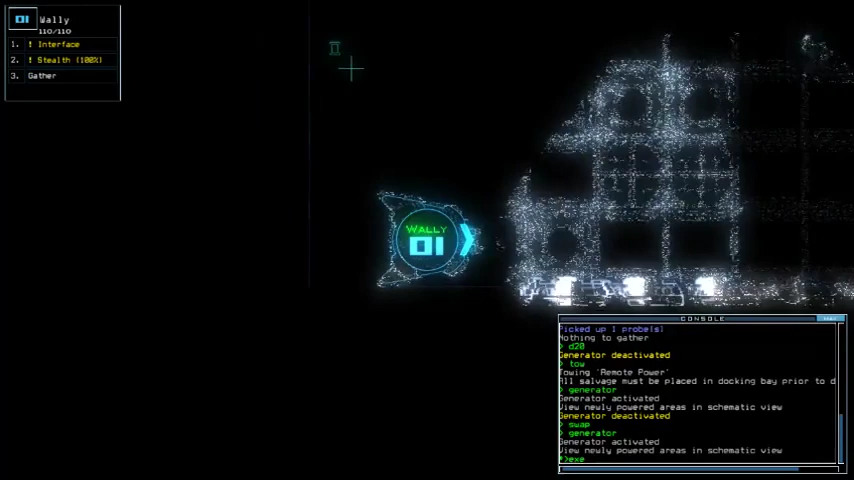 01 Wally
110/110
1. ! Interface
2. ! Stealth (100%)
3. Gather
WALLY
01
CONSOLE
Picked up 1 probe(s)
Nothing to gather
> d20
Generator deactivated
> tow
Towing 'Remote Power'
All salvage must be placed in docking bay prior to d
> generator
Generator activated
View newly powered areas in schematic view
Generator deactivated
> swap
> generator
Generator activated
View newly powered areas in schematic view
>exe